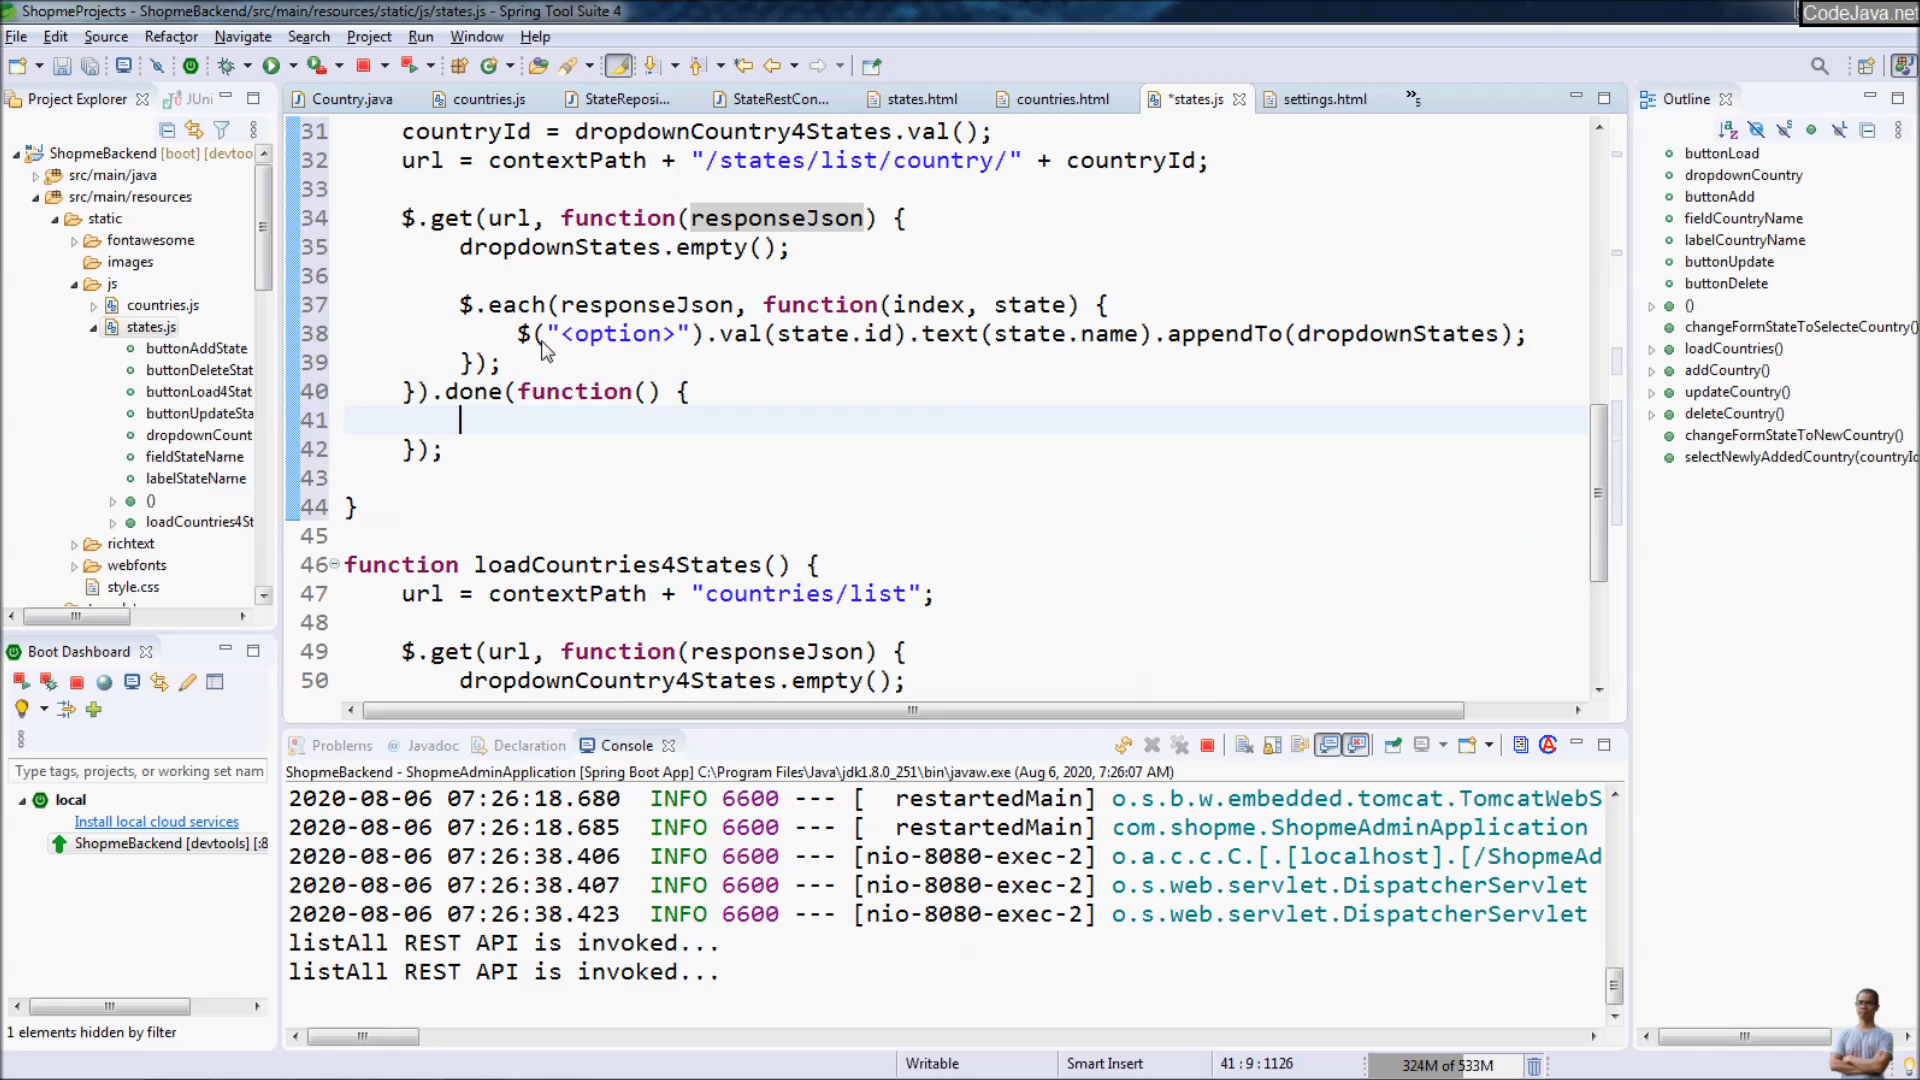 ShopmeProjects - ShopmeBackend/src/main/resources/static/js/states.js - Spring Tool Suite 4
CodeJava.net
File Edit Source Refactor Navigate Search Project Run Window Help
Project Explorer
JUni
Country.java
countries.js
StateReposi...
StateRestCon...
states.html
countries.html
*states.js
settings.html
»5
Outline
ShopmeBackend [boot] [devtoo
src/main/java
src/main/resources
static
fontawesome
images
js
countries.js
states.js
buttonAddState
buttonDeleteStat
buttonLoad4Stat
buttonUpdateSta
dropdownCount
fieldStateName
labelStateName
()
loadCountries4St
richtext
webfonts
style.css
31 countryId = dropdownCountry4States.val();
32 url = contextPath + "/states/list/country/" + countryId;
33
34 $.get(url, function(responseJson) {
35 dropdownStates.empty();
36
37 $.each(responseJson, function(index, state) {
38 $("<option>").val(state.id).text(state.name).appendTo(dropdownStates);
39 });
40 }).done(function() {
41
42 });
43
44 }
45
46 function loadCountries4States() {
47 url = contextPath + "countries/list";
48
49 $.get(url, function(responseJson) {
50 dropdownCountry4States.empty();
buttonLoad
dropdownCountry
buttonAdd
fieldCountryName
labelCountryName
buttonUpdate
buttonDelete
()
changeFormStateToSelecteCountry()
loadCountries()
addCountry()
updateCountry()
deleteCountry()
changeFormStateToNewCountry()
selectNewlyAddedCountry(countryId
Boot Dashboard
Type tags, projects, or working set nam
local
Install local cloud services
ShopmeBackend [devtools] [:8
1 elements hidden by filter
Problems
Javadoc
Declaration
Console
ShopmeBackend - ShopmeAdminApplication [Spring Boot App] C:\Program Files\Java\jdk1.8.0_251\bin\javaw.exe (Aug 6, 2020, 7:26:07 AM)
2020-08-06 07:26:18.680 INFO 6600 --- [ restartedMain] o.s.b.w.embedded.tomcat.TomcatWebS
2020-08-06 07:26:18.685 INFO 6600 --- [ restartedMain] com.shopme.ShopmeAdminApplication
2020-08-06 07:26:38.406 INFO 6600 --- [nio-8080-exec-2] o.a.c.c.C.[.[localhost].[/ShopmeAd
2020-08-06 07:26:38.407 INFO 6600 --- [nio-8080-exec-2] o.s.web.servlet.DispatcherServlet
2020-08-06 07:26:38.423 INFO 6600 --- [nio-8080-exec-2] o.s.web.servlet.DispatcherServlet
listAll REST API is invoked...
listAll REST API is invoked...
Writable
Smart Insert
41 : 9 : 1126
324M of 533M